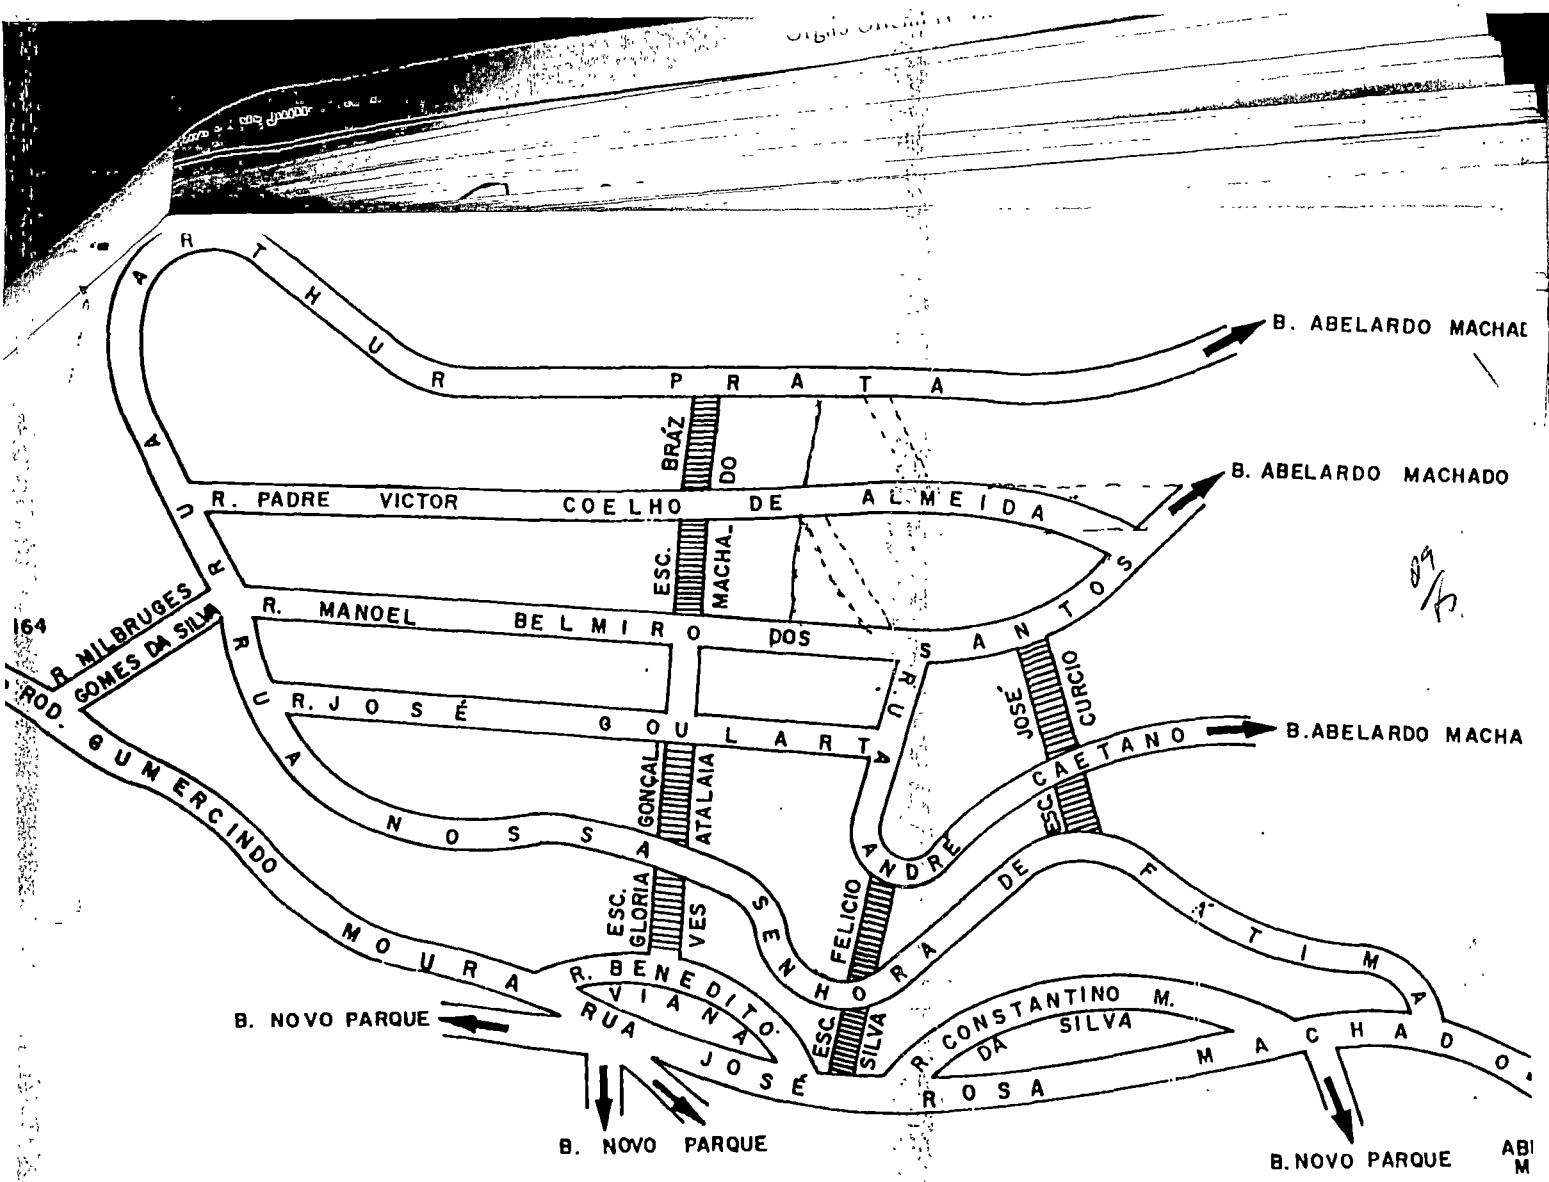 RUA ARTHUR PRATA
B. ABELARDO MACHAD
BRÁZ
DO
R. PADRE VICTOR COELHO DE ALMEIDA
B. ABELARDO MACHADO
ESC.
MACHA-
R. MANOEL BELMIRO DOS SANTOS
R. MILBRUGES
GOMES DA SILVA
164
ROD. GUMERCINDO MOURA
R. JOSÉ GOULART
RUA ANDRÉ CAETANO
B. ABELARDO MACHA
ESC. JOSÉ
CURCIO
GONÇAL
ATALAIA
RUA NOSSA SENHORA DE FATIMA
ESC.
GLORIA
VES
ESC. FELICIO
SILVA
R. BENEDITO
VIANA
R. CONSTANTINO M.
DA SILVA
B. NOVO PARQUE
RUA JOSÉ ROSA MACHADO
B. NOVO PARQUE
B. NOVO PARQUE